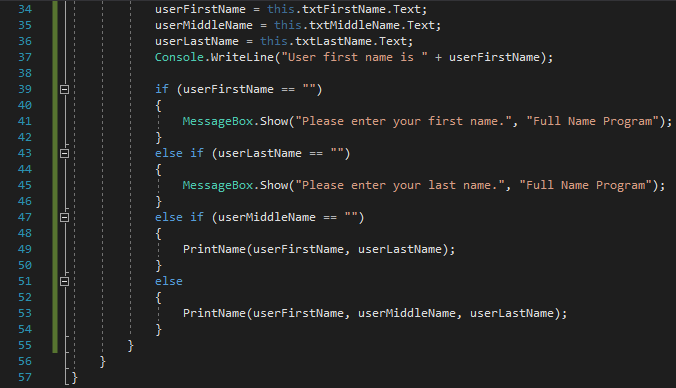 34 userFirstName = this.txtFirstName.Text;
35 userMiddleName = this.txtMiddleName.Text;
36 userLastName = this.txtLastName.Text;
37 Console.WriteLine("User first name is " + userFirstName);
38
39 if (userFirstName == "")
40 {
41 MessageBox.Show("Please enter your first name.", "Full Name Program");
42 }
43 else if (userLastName == "")
44 {
45 MessageBox.Show("Please enter your last name.", "Full Name Program");
46 }
47 else if (userMiddleName == "")
48 {
49 PrintName(userFirstName, userLastName);
50 }
51 else
52 {
53 PrintName(userFirstName, userMiddleName, userLastName);
54 }
55 }
56 }
57 }